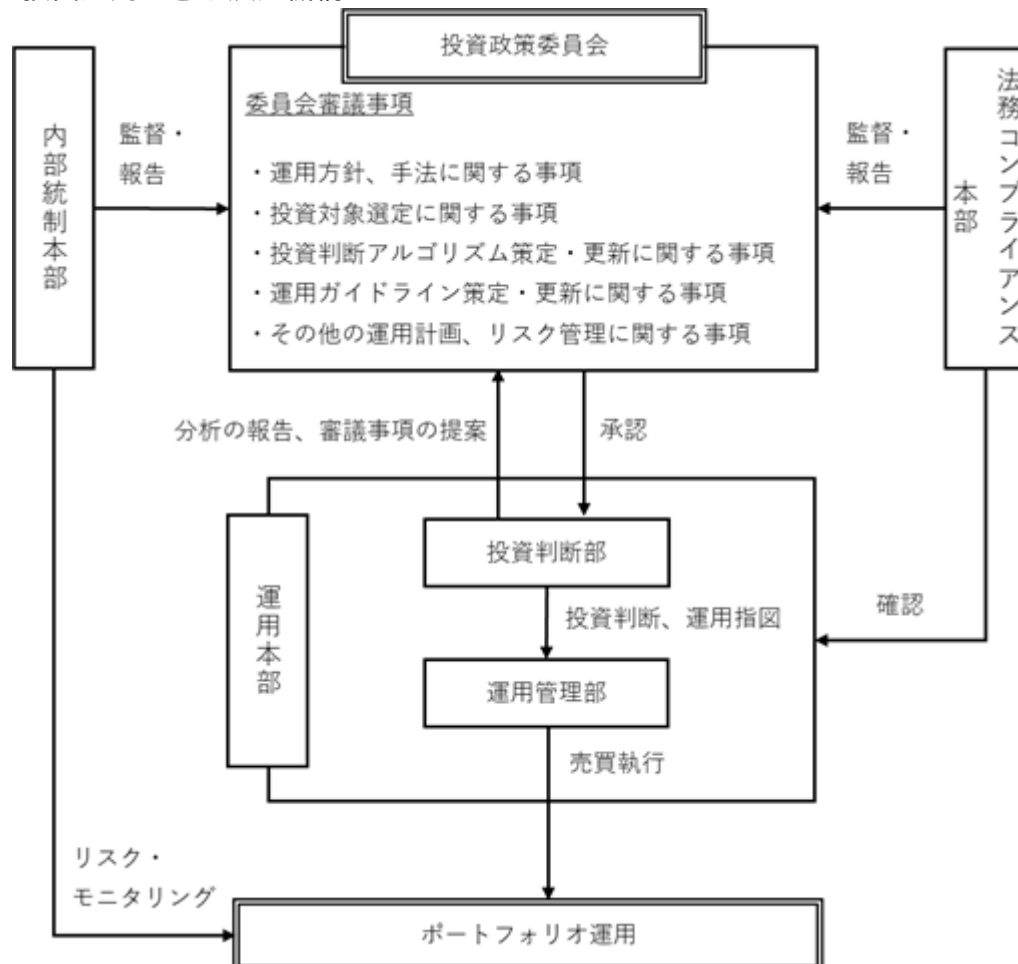 投資政策委員会
委員会審議事項
・運用方針、手法に関する事項
・投資対象選定に関する事項
・投資判断アルゴリズム策定・更新に関する事項
・運用ガイドライン策定・更新に関する事項
・その他の運用計画、リスク管理に関する事項
内部統制本部
監督・
報告
監督・
報告
法務コンプライアンス
本部
分析の報告、審議事項の提案
承認
運用本部
投資判断部
投資判断、運用指図
運用管理部
確認
売買執行
リスク・
モニタリング
ポートフォリオ運用